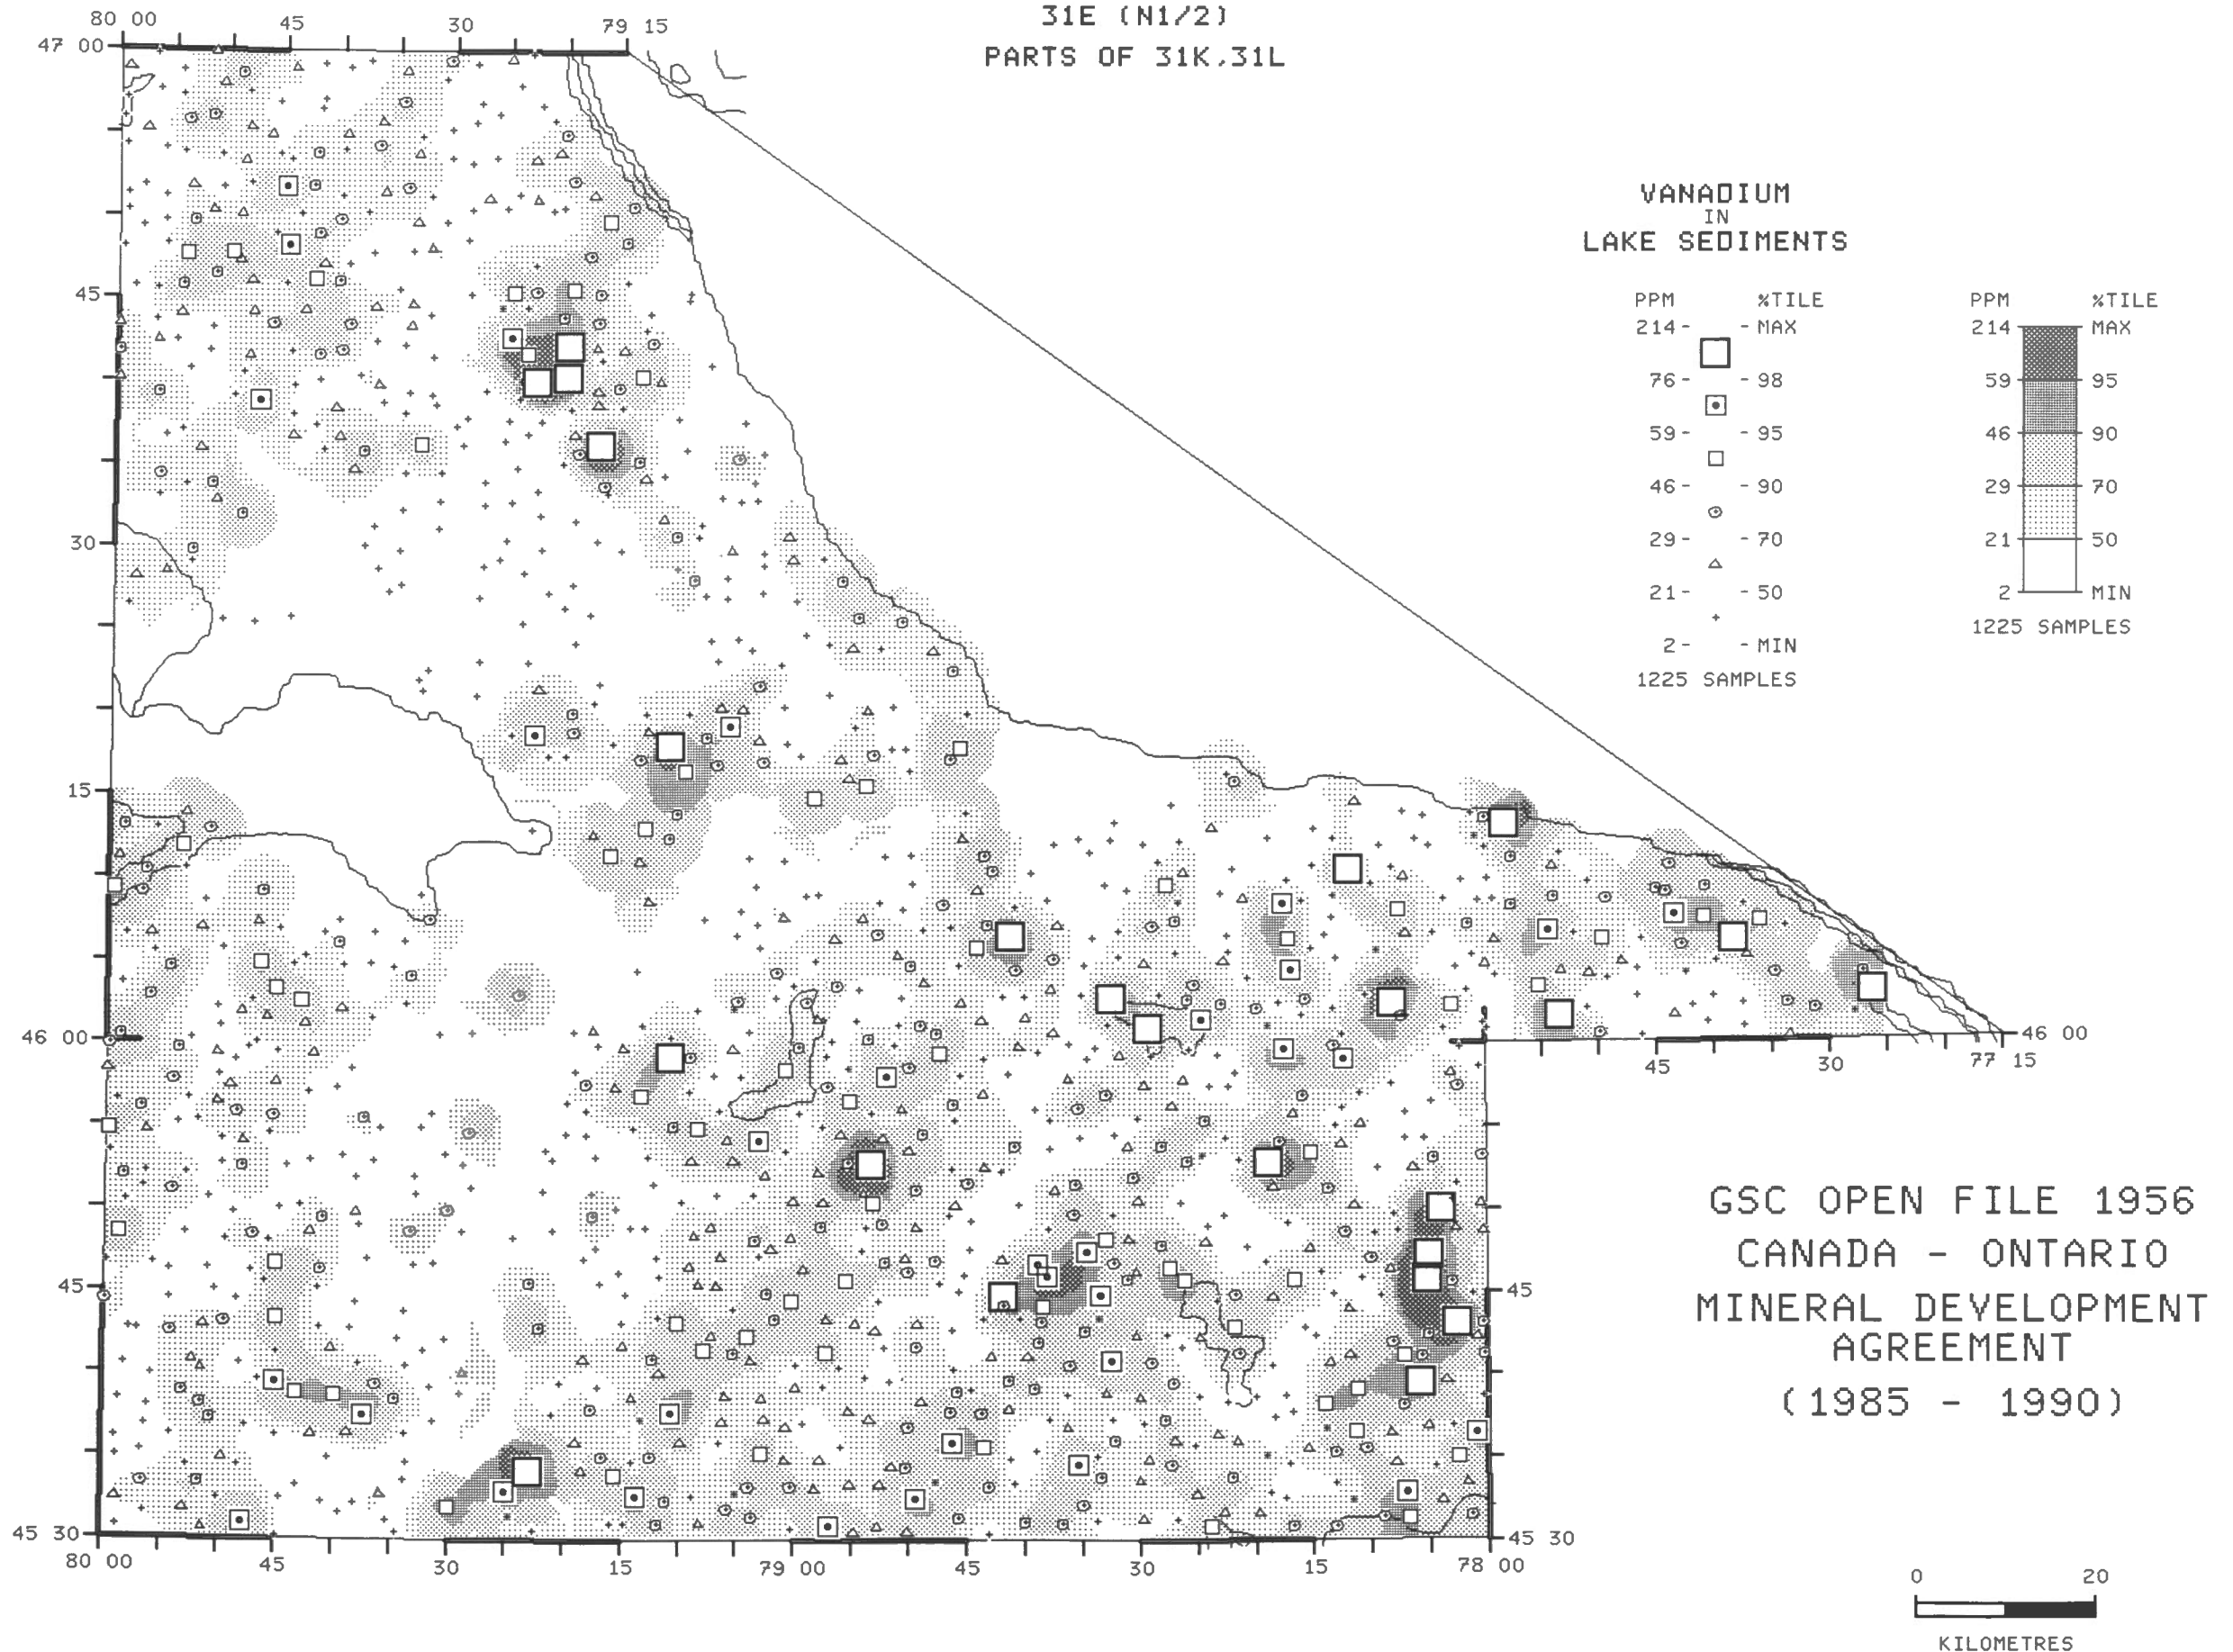 31E (N1/2)
PARTS OF 31K,31L
80 00 45 30 79 15
47 00
45
30
15
46 00
45
45 30
80 00 45 30 15 79 00 45 30 15 78 00
45 30
45
46 00
45 30 77 15
VANADIUM
IN
LAKE SEDIMENTS
PPM %TILE
214- - MAX
76- - 98
59- - 95
46- - 90
29- - 70
21- - 50
2- - MIN
1225 SAMPLES
PPM %TILE
214 MAX
59 95
46 90
29 70
21 50
2 MIN
1225 SAMPLES
GSC OPEN FILE 1956
CANADA - ONTARIO
MINERAL DEVELOPMENT
AGREEMENT
(1985 - 1990)
0 20
KILOMETRES